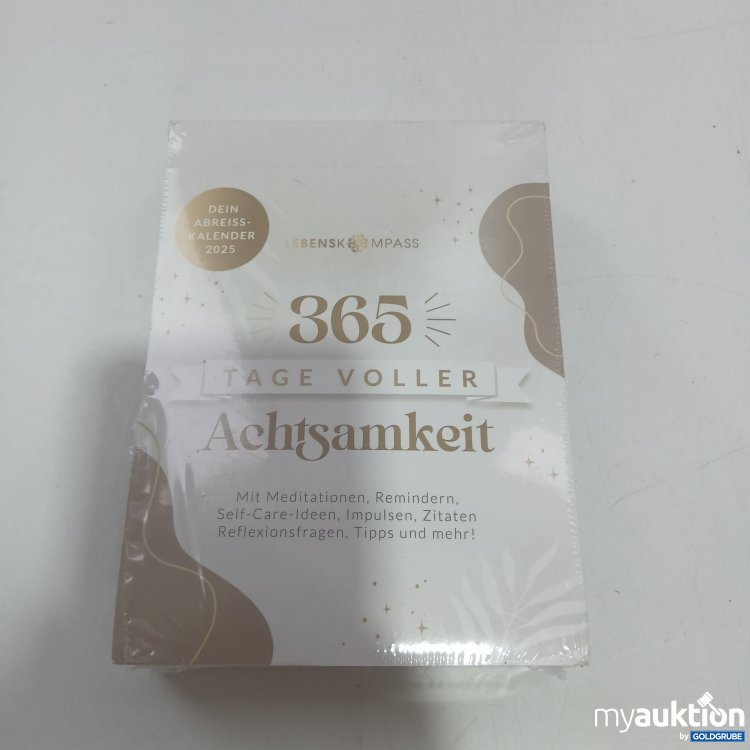 DEIN
ABREISS-
KALENDER
2025
LEBENSKOMPASS
365
TAGE VOLLER
Achtsamkeit
Mit Meditationen, Remindern,
Self-Care-Ideen, Impulsen, Zitaten
Reflexionsfragen, Tipps und mehr!
myauktion
by GOLDGRUBE